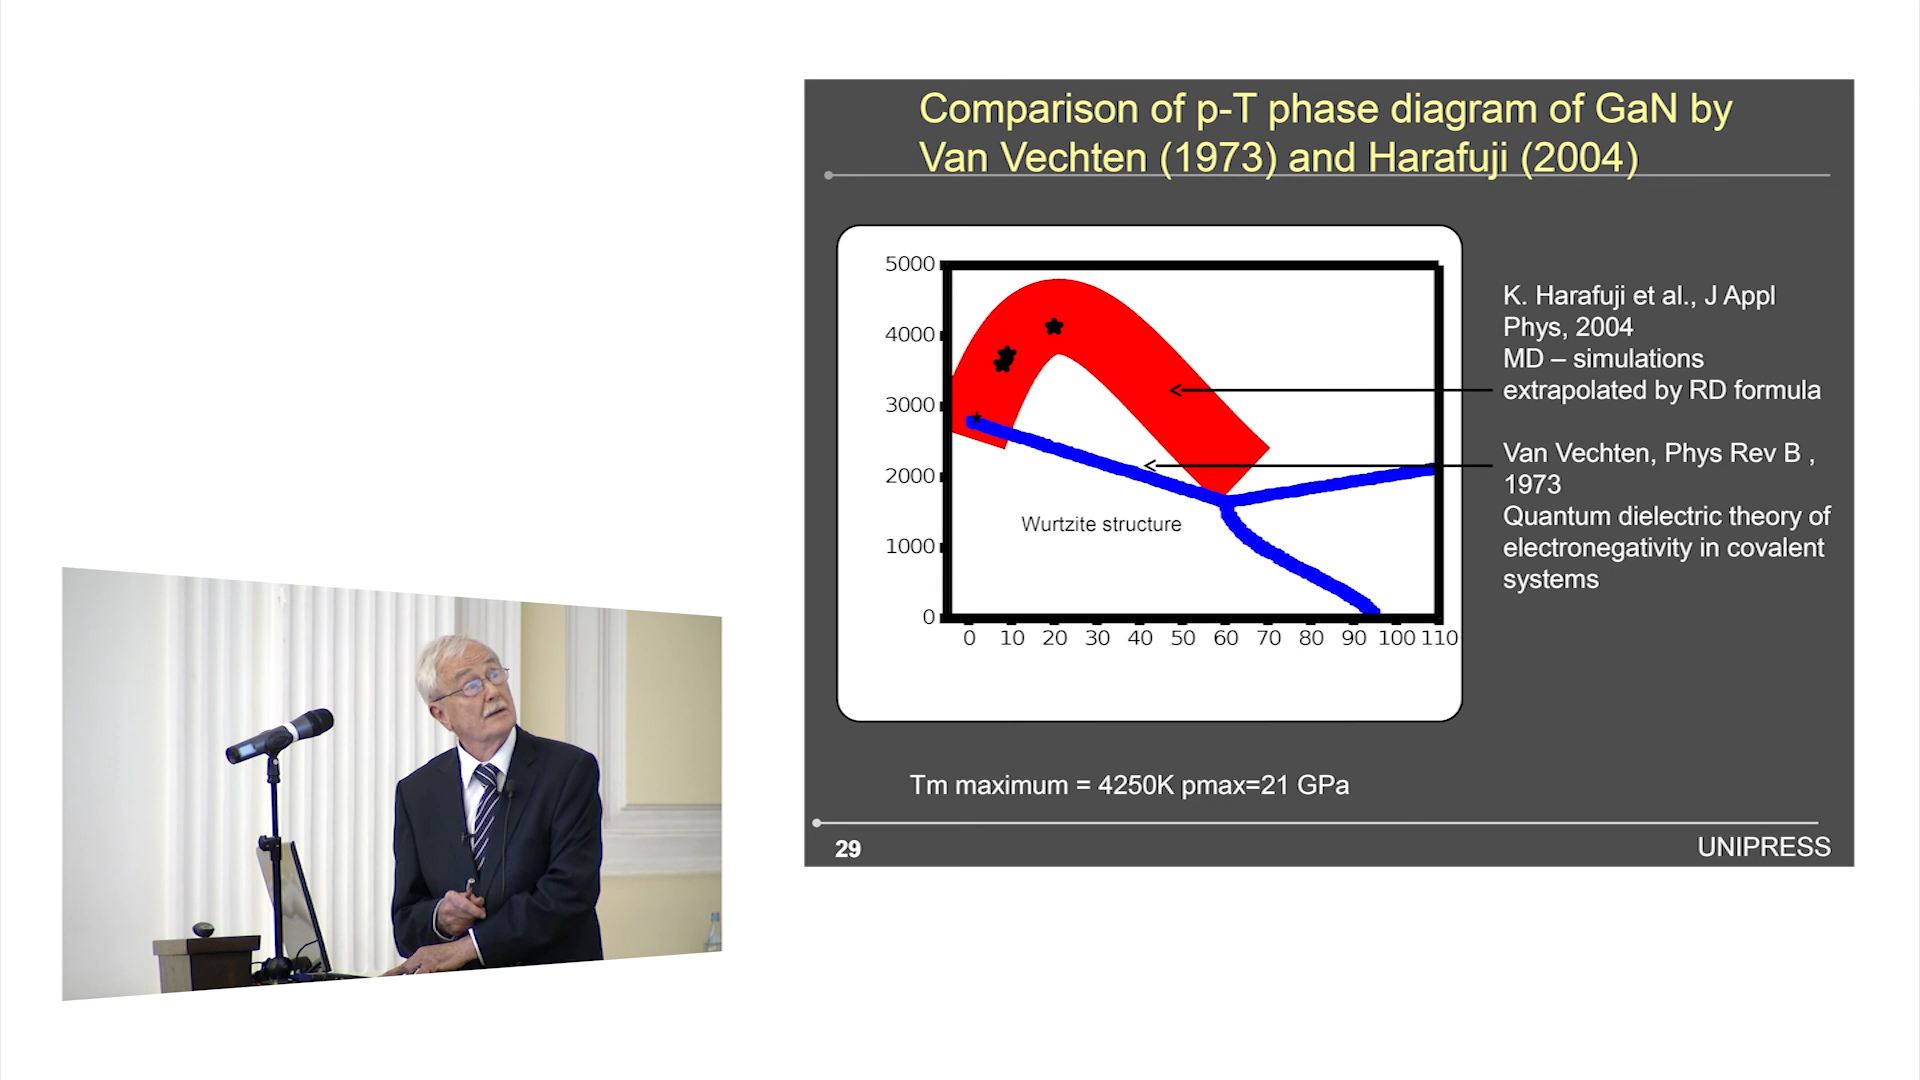 Comparison of p-T phase diagram of GaN by
Van Vechten (1973) and Harafuji (2004)
5000
4000
3000
2000
1000
0
Wurtzite structure
0 10 20 30 40 50 60 70 80 90 100 110
K. Harafuji et al., J Appl
Phys, 2004
MD – simulations
extrapolated by RD formula
Van Vechten, Phys Rev B ,
1973
Quantum dielectric theory of
electronegativity in covalent
systems
Tm maximum = 4250K pmax=21 GPa
29
UNIPRESS